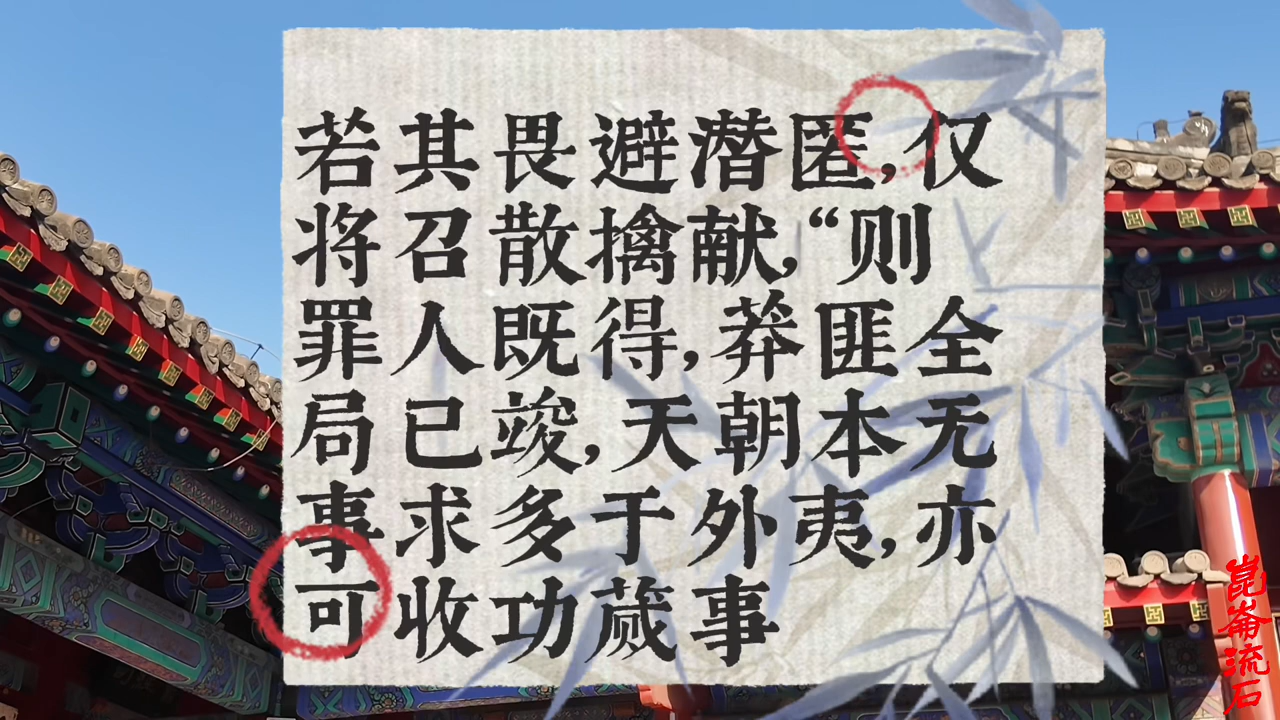 若其畏避潜匿,仅
将召散擒献,“则
罪人既得,莽匪全
局已竣,天朝本无
事求多于外夷,亦
可收功蒇事
崑崙流石